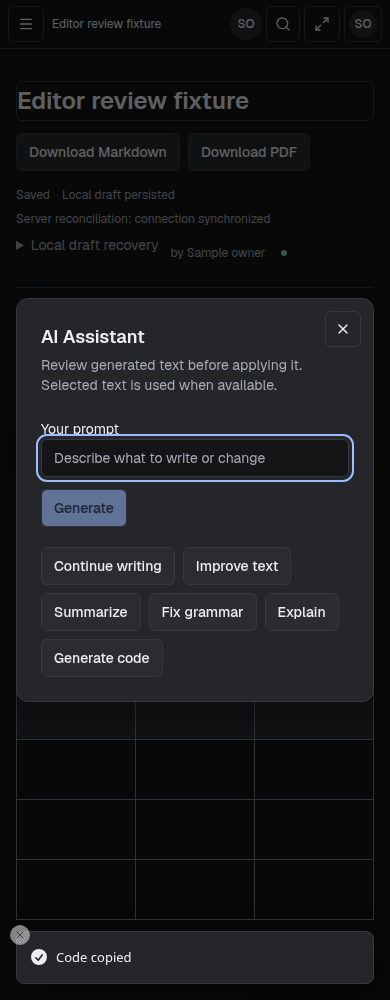 Editor review fixture
SO
SO
Editor review fixture
Download Markdown
Download PDF
Saved Local draft persisted
Server reconciliation: connection synchronized
Local draft recovery by Sample owner
AI Assistant
Review generated text before applying it.
Selected text is used when available.
Your prompt
Describe what to write or change
Generate
Continue writing
Improve text
Summarize
Fix grammar
Explain
Generate code
Code copied